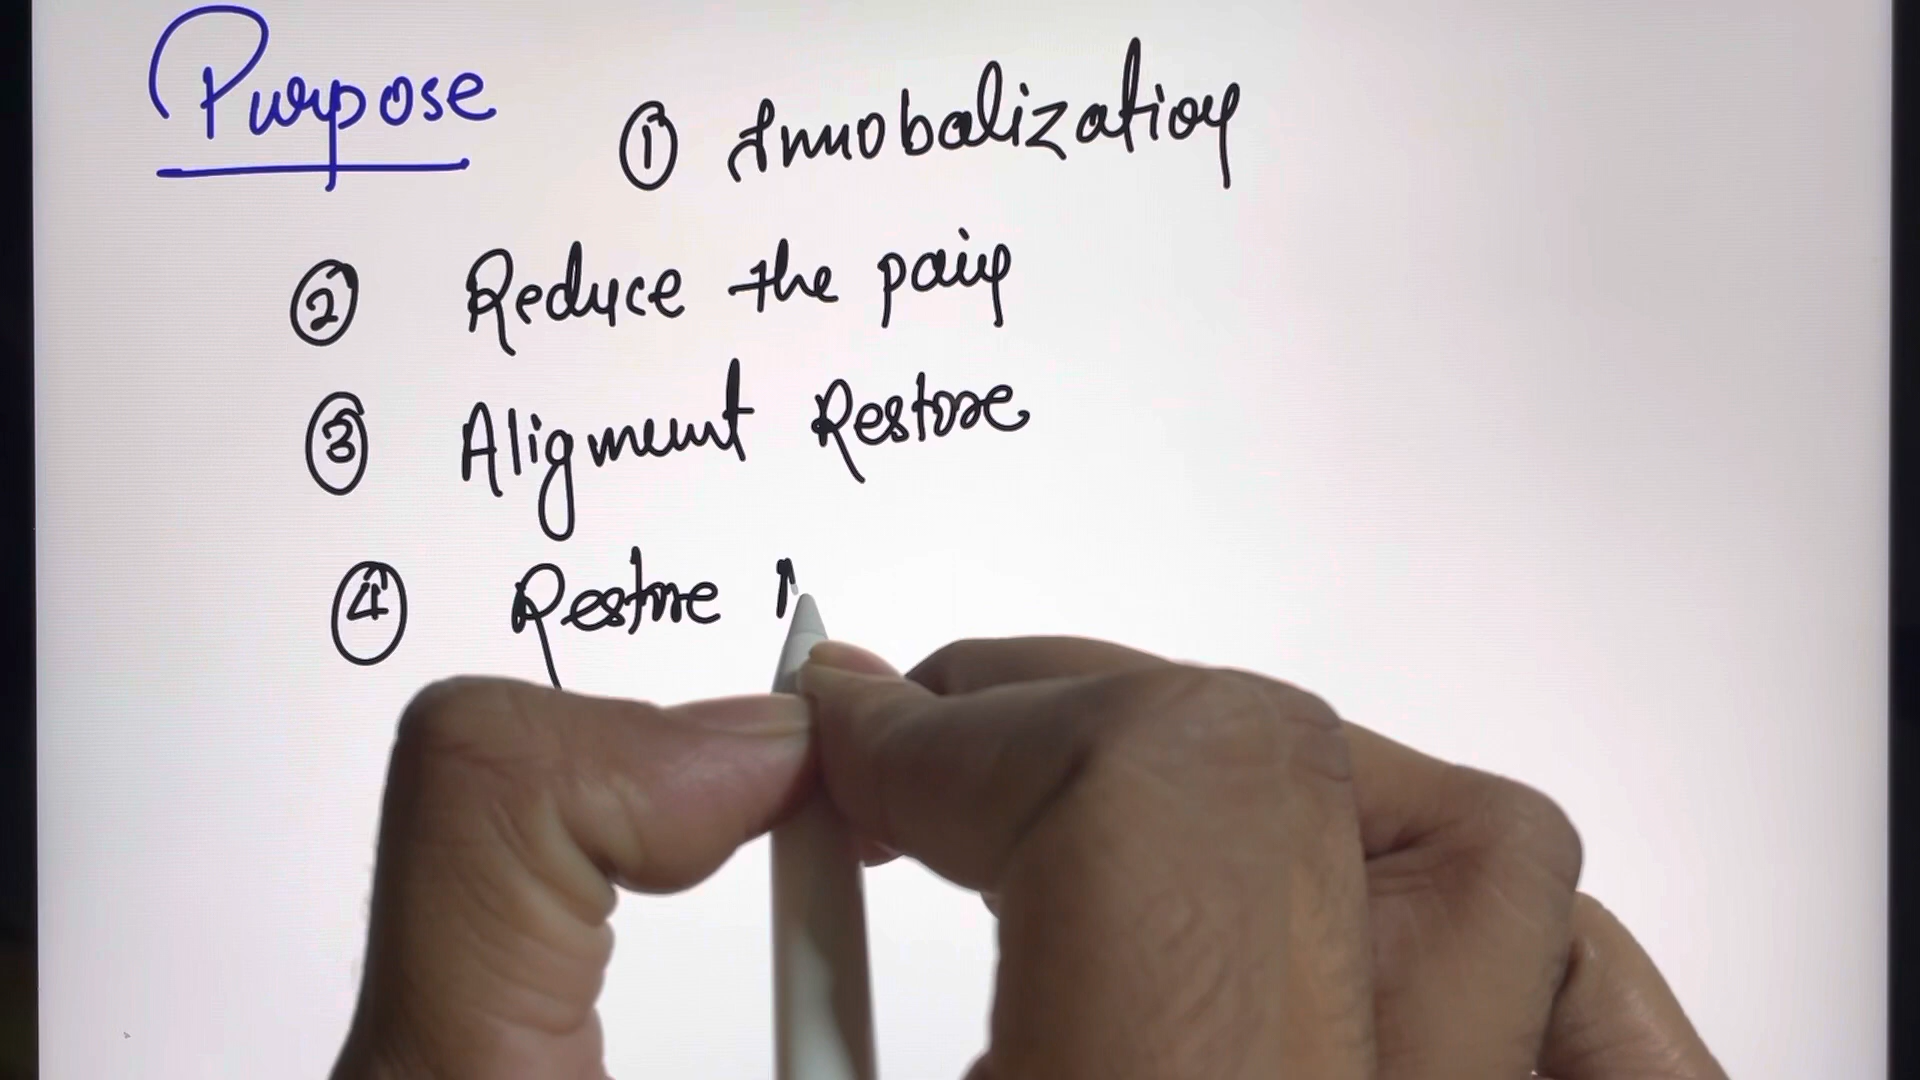 Purpose
① Immobalization
② Reduce the pain
③ Aligment Restore
④ Restore